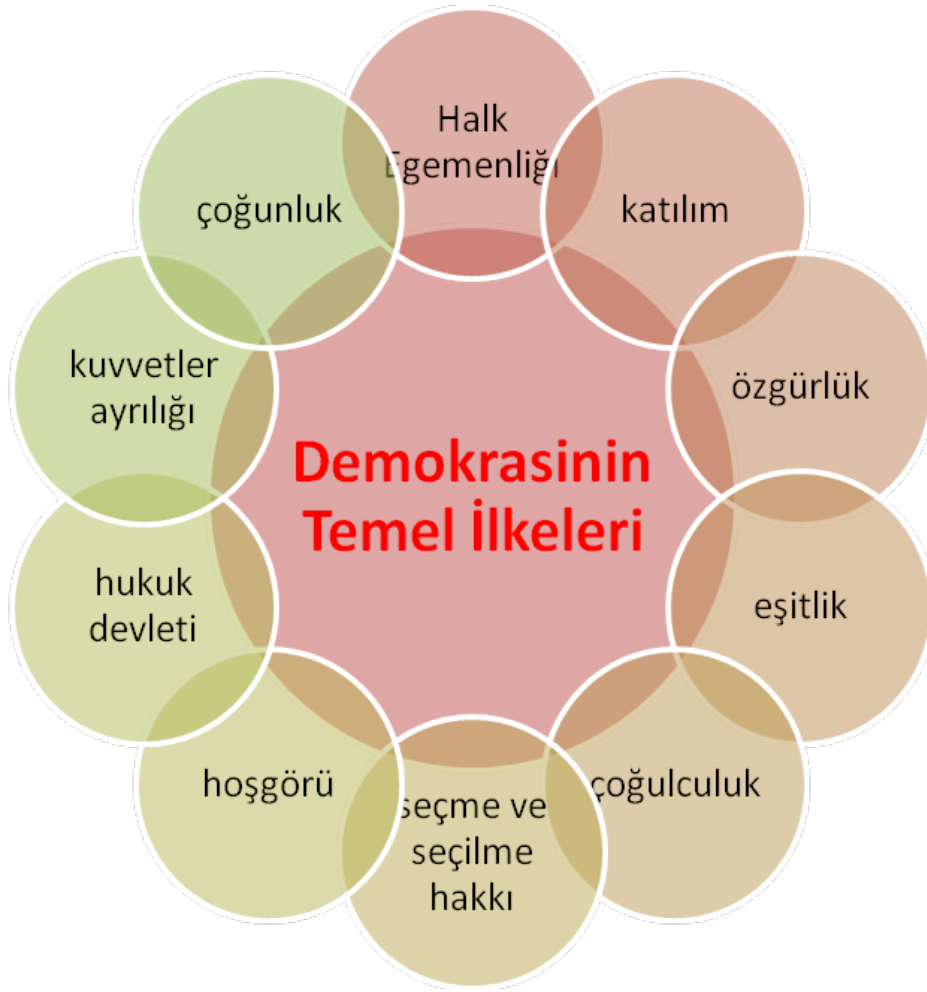 Halk
Egemenliği
katılım
özgürlük
eşitlik
çoğulculuk
seçme ve
seçilme
hakkı
hoşgörü
hukuk
devleti
kuvvetler
ayrılığı
çoğunluk
Demokrasinin
Temel İlkeleri